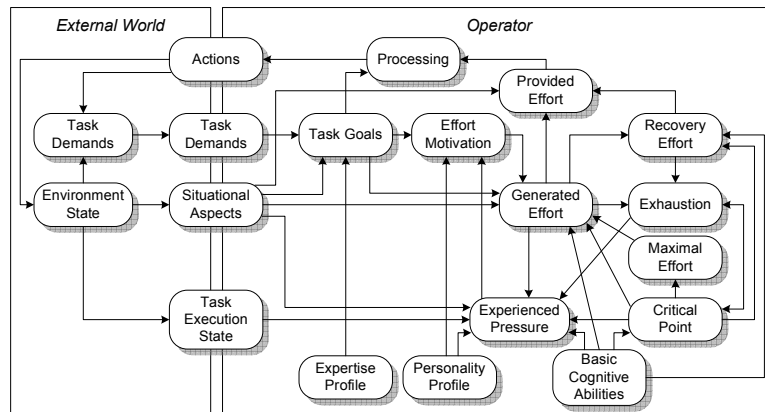 External World
Operator
Actions
Processing
Provided
Effort
Task
Demands
Task
Demands
Task Goals
Effort
Motivation
Recovery
Effort
Environment
State
Situational
Aspects
Generated
Effort
Exhaustion
Maximal
Effort
Task
Execution
State
Experienced
Pressure
Critical
Point
Expertise
Profile
Personality
Profile
Basic
Cognitive
Abilities